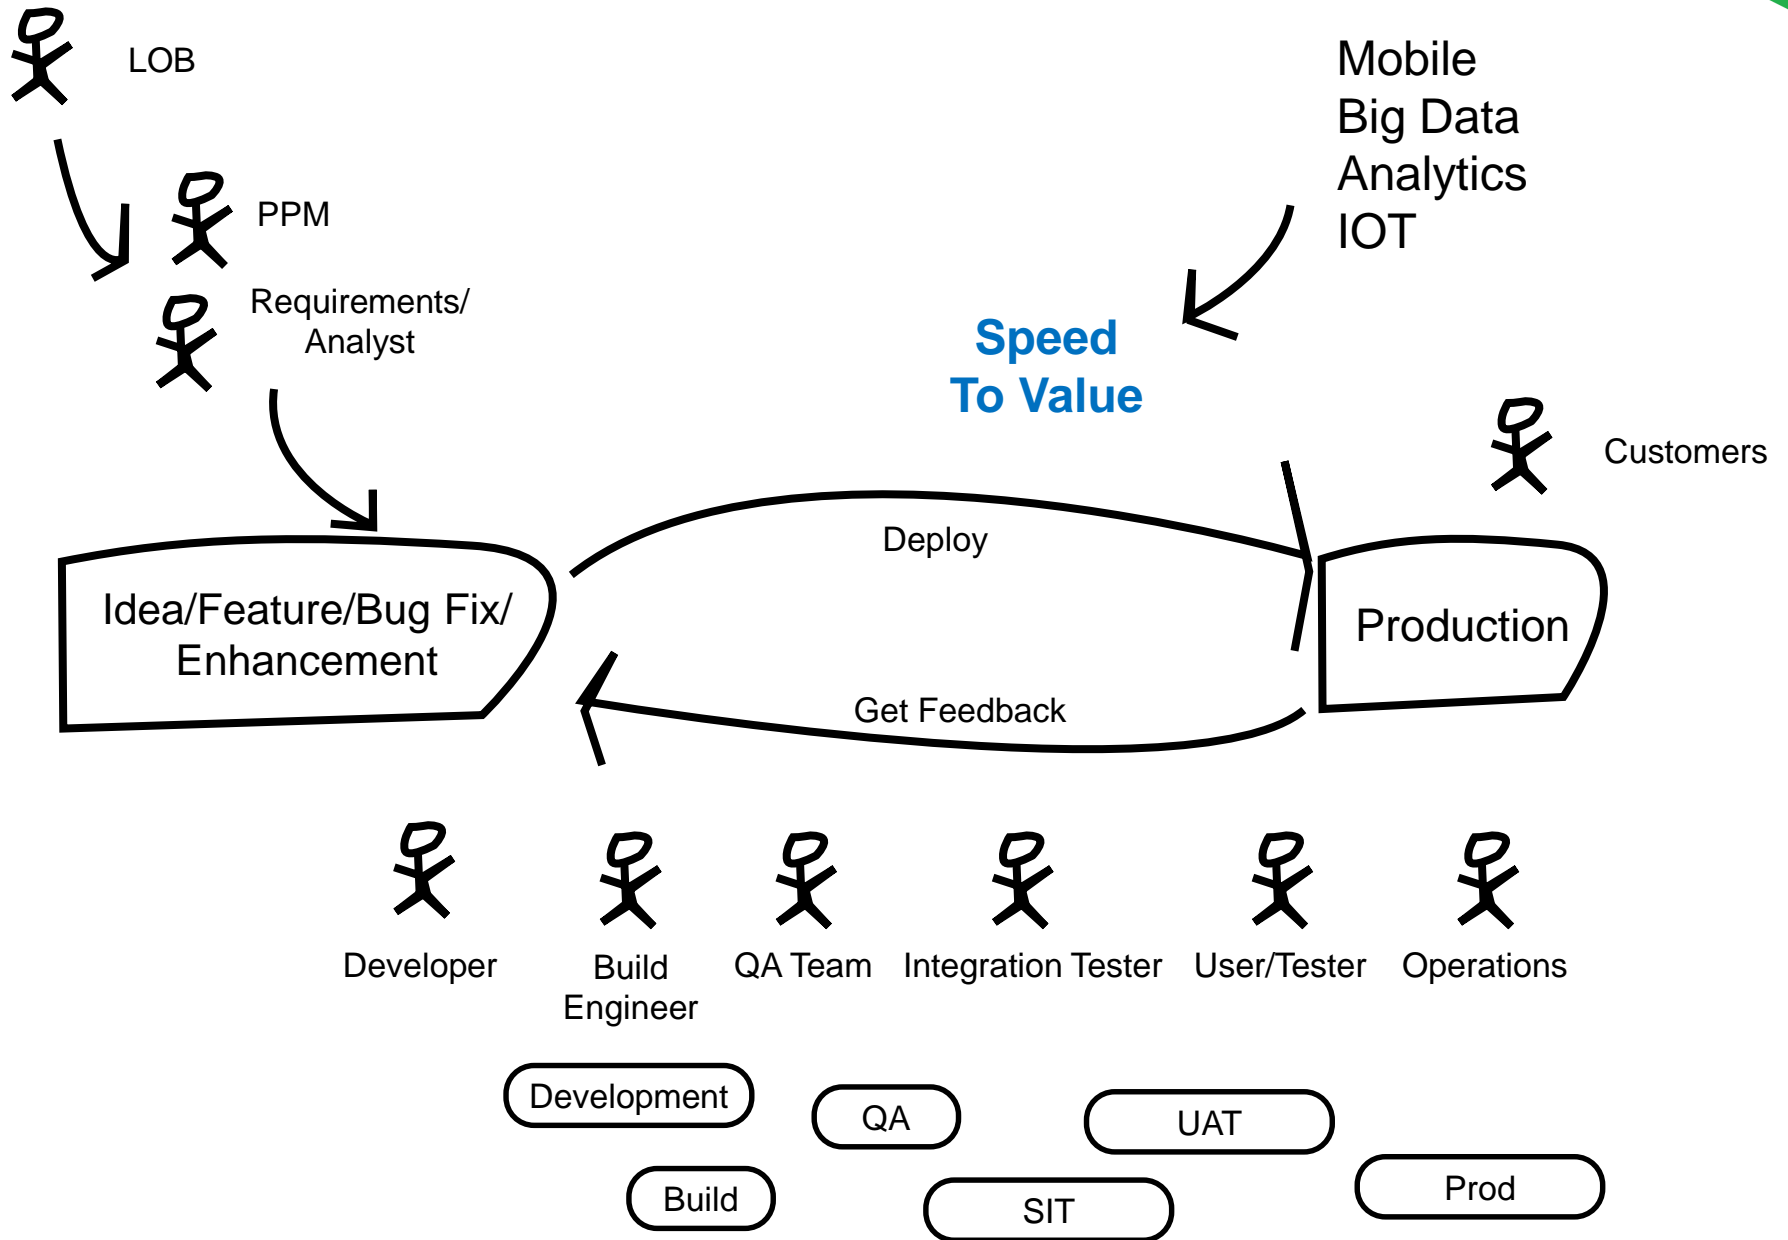 LOB
Mobile
Big Data
Analytics
IOT
PPM
Requirements/
Analyst
Speed
To Value
Customers
Deploy
Idea/Feature/Bug Fix/
Enhancement
Production
Get Feedback
Developer
Build
Engineer
QA Team
Integration Tester
User/Tester
Operations
Development
QA
UAT
Build
SIT
Prod